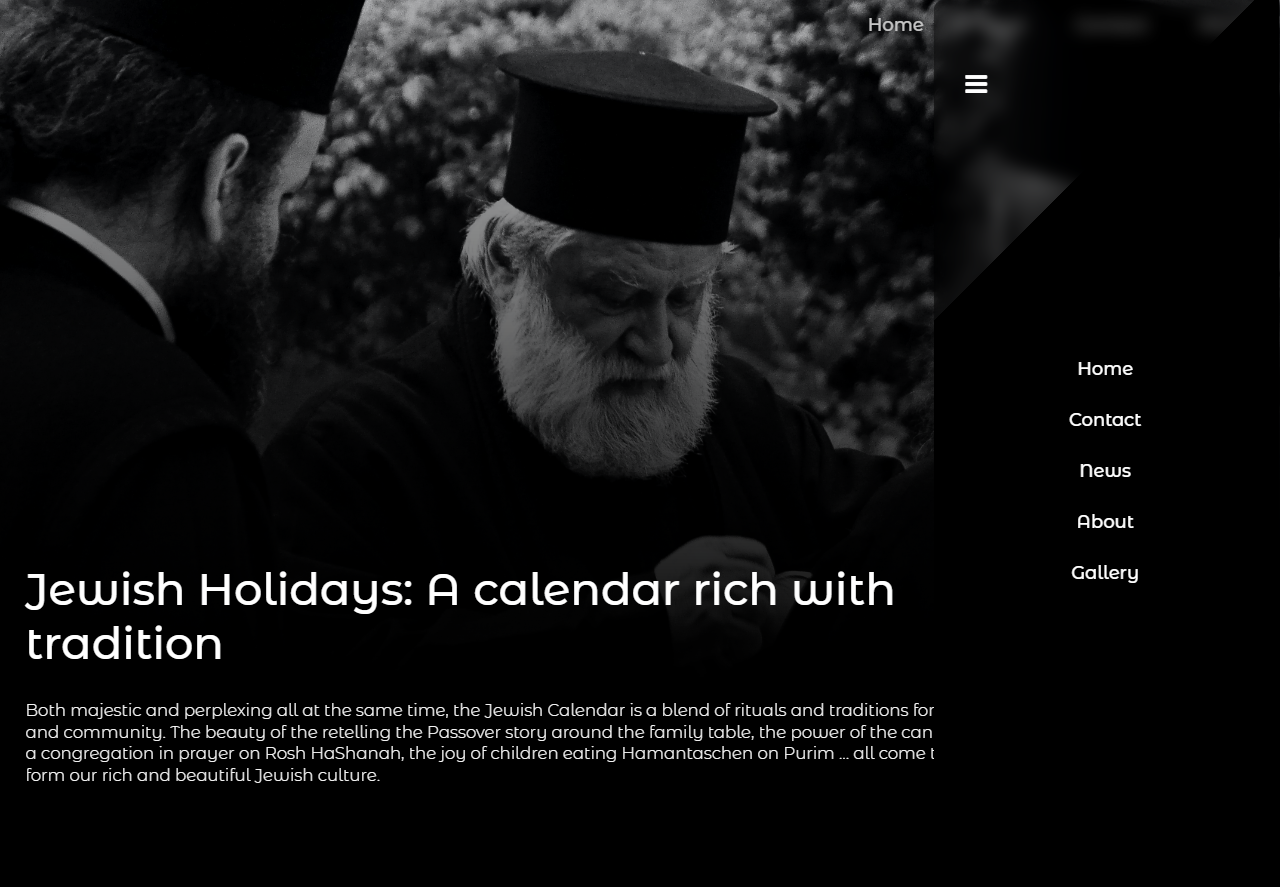 Home
Home
Contact
News
About
Gallery
Jewish Holidays: A calendar rich with
tradition
Both majestic and perplexing all at the same time, the Jewish Calendar is a blend of rituals and traditions for
and community. The beauty of the retelling the Passover story around the family table, the power of the can
a congregation in prayer on Rosh HaShanah, the joy of children eating Hamantaschen on Purim ... all come t
form our rich and beautiful Jewish culture.